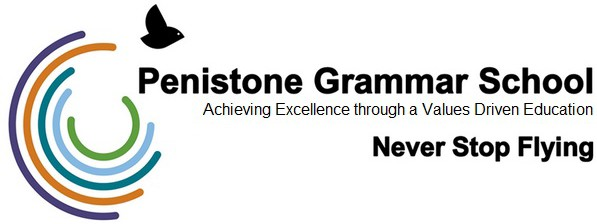 Penistone Grammar School
Achieving Excellence through a Values Driven Education
Never Stop Flying